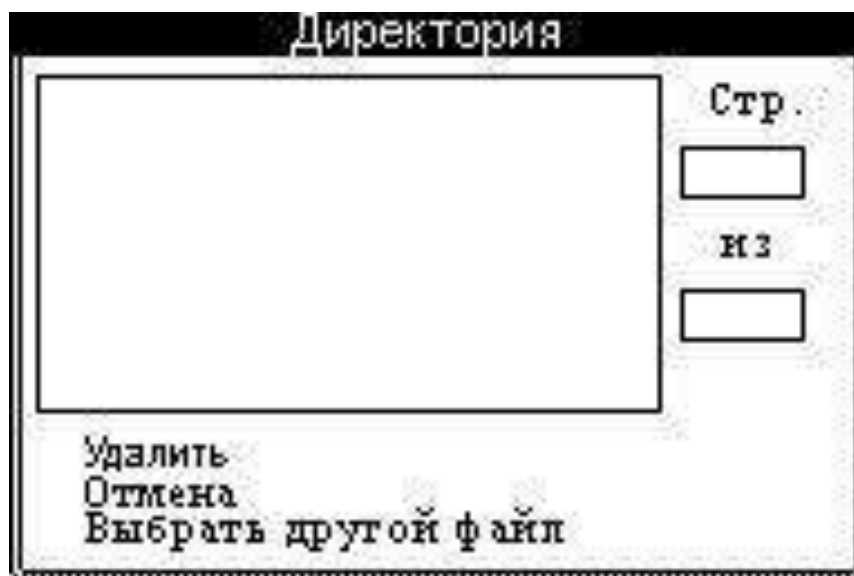 Директория
Стр.
из
Удалить
Отмена
Выбрать другой файл